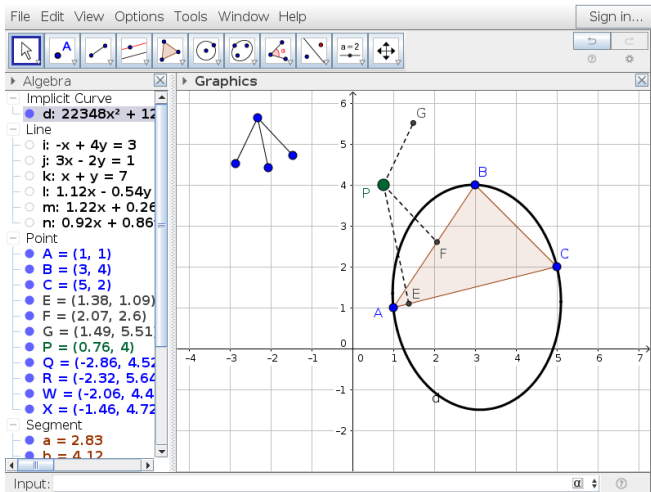 File Edit View Options Tools Window Help Sign in...
A a=2
Algebra
Graphics
Implicit Curve
d: 22348x² + 12
Line
i: -x + 4y = 3
j: 3x - 2y = 1
k: x + y = 7
l: 1.12x - 0.54y
m: 1.22x + 0.26
n: 0.92x + 0.86
Point
A = (1, 1)
B = (3, 4)
C = (5, 2)
E = (1.38, 1.09)
F = (2.07, 2.6)
G = (1.49, 5.51
P = (0.76, 4)
Q = (-2.86, 4.52
R = (-2.32, 5.64
W = (-2.06, 4.4
X = (-1.46, 4.72
Segment
a = 2.83
b = 4.12
6
G
5
P 4 B
3
F C
2
E
A 1
0
-4 -3 -2 -1 0 1 2 3 4 5 6 7
-1
d
-2
Input: α